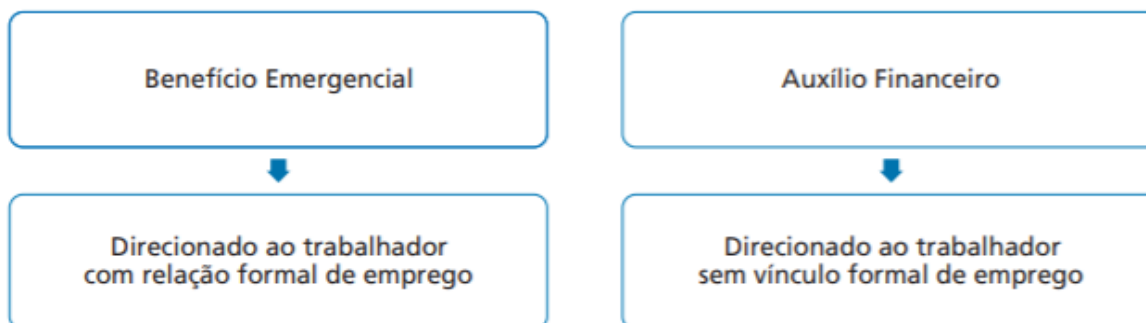 Benefício Emergencial
Auxílio Financeiro
Direcionado ao trabalhador
com relação formal de emprego
Direcionado ao trabalhador
sem vínculo formal de emprego